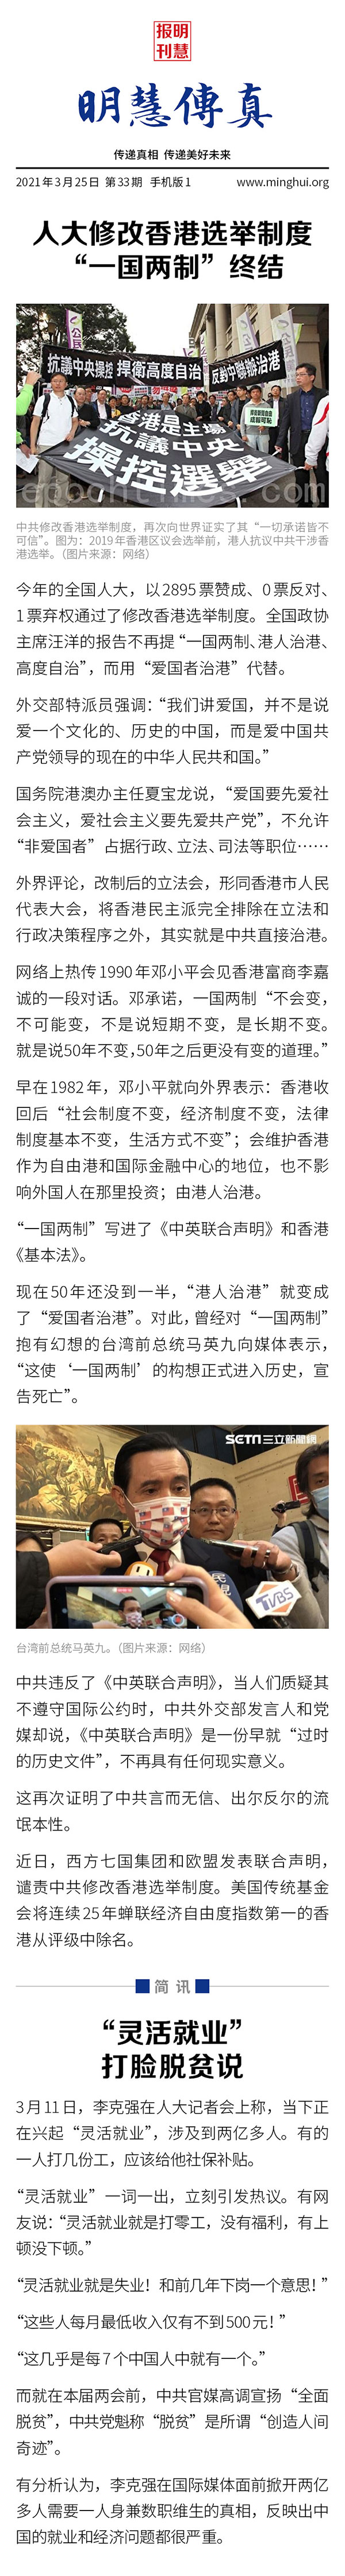 报明
刊慧
明慧傳真
传递真相 传递美好未来
2021年3月25日 第33期 手机版1 www.minghui.org
人大修改香港选举制度
“一国两制”终结
抗議中央操控 捍衛高度自治
反對中聯辦治港
香港是主場
抗議中央
操控選舉
epochtimes.com
中共修改香港选举制度，再次向世界证实了其“一切承诺皆不
可信”。图为：2019年香港区议会选举前，港人抗议中共干涉香
港选举。（图片来源：网络）
今年的全国人大，以2895票赞成、0票反对、
1票弃权通过了修改香港选举制度。全国政协
主席汪洋的报告不再提“一国两制、港人治港、
高度自治”，而用“爱国者治港”代替。
外交部特派员强调：“我们讲爱国，并不是说
爱一个文化的、历史的中国，而是爱中国共
产党领导的现在的中华人民共和国。”
国务院港澳办主任夏宝龙说，“爱国要先爱社
会主义，爱社会主义要先爱共产党”，不允许
“非爱国者”占据行政、立法、司法等职位……
外界评论，改制后的立法会，形同香港市人民
代表大会，将香港民主派完全排除在立法和
行政决策程序之外，其实就是中共直接治港。
网络上热传1990年邓小平会见香港富商李嘉
诚的一段对话。邓承诺，一国两制“不会变，
不可能变，不是说短期不变，是长期不变。
就是说50年不变,50年之后更没有变的道理。”
早在1982年，邓小平就向外界表示：香港收
回后“社会制度不变，经济制度不变，法律
制度基本不变，生活方式不变”；会维护香港
作为自由港和国际金融中心的地位，也不影
响外国人在那里投资；由港人治港。
“一国两制”写进了《中英联合声明》和香港
《基本法》。
现在50年还没到一半，“港人治港”就变成
了“爱国者治港”。对此，曾经对“一国两制”
抱有幻想的台湾前总统马英九向媒体表示，
“这使‘一国两制’的构想正式进入历史，宣
告死亡”。
SETN三立新聞網
TVBS
台湾前总统马英九。（图片来源：网络）
中共违反了《中英联合声明》，当人们质疑其
不遵守国际公约时，中共外交部发言人和党
媒却说，《中英联合声明》是一份早就“过时
的历史文件”，不再具有任何现实意义。
这再次证明了中共言而无信、出尔反尔的流
氓本性。
近日，西方七国集团和欧盟发表联合声明，
谴责中共修改香港选举制度。美国传统基金
会将连续25年蝉联经济自由度指数第一的香
港从评级中除名。
简 讯
“灵活就业”
打脸脱贫说
3月11日，李克强在人大记者会上称，当下正
在兴起“灵活就业”，涉及到两亿多人。有的
一人打几份工，应该给他社保补贴。
“灵活就业”一词一出，立刻引发热议。有网
友说：“灵活就业就是打零工，没有福利，有上
顿没下顿。”
“灵活就业就是失业！和前几年下岗一个意思！”
“这些人每月最低收入仅有不到500元！”
“这几乎是每7个中国人中就有一个。”
而就在本届两会前，中共官媒高调宣扬“全面
脱贫”，中共党魁称“脱贫”是所谓“创造人间
奇迹”。
有分析认为，李克强在国际媒体面前掀开两亿
多人需要一人身兼数职维生的真相，反映出中
国的就业和经济问题都很严重。